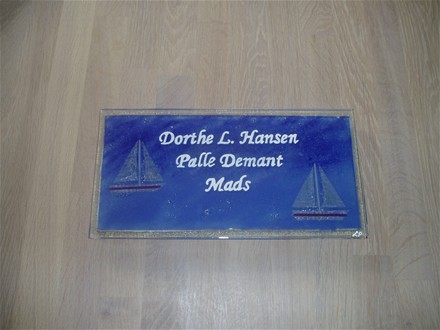 Dorthe L. Hansen
Palle Demant
Mads